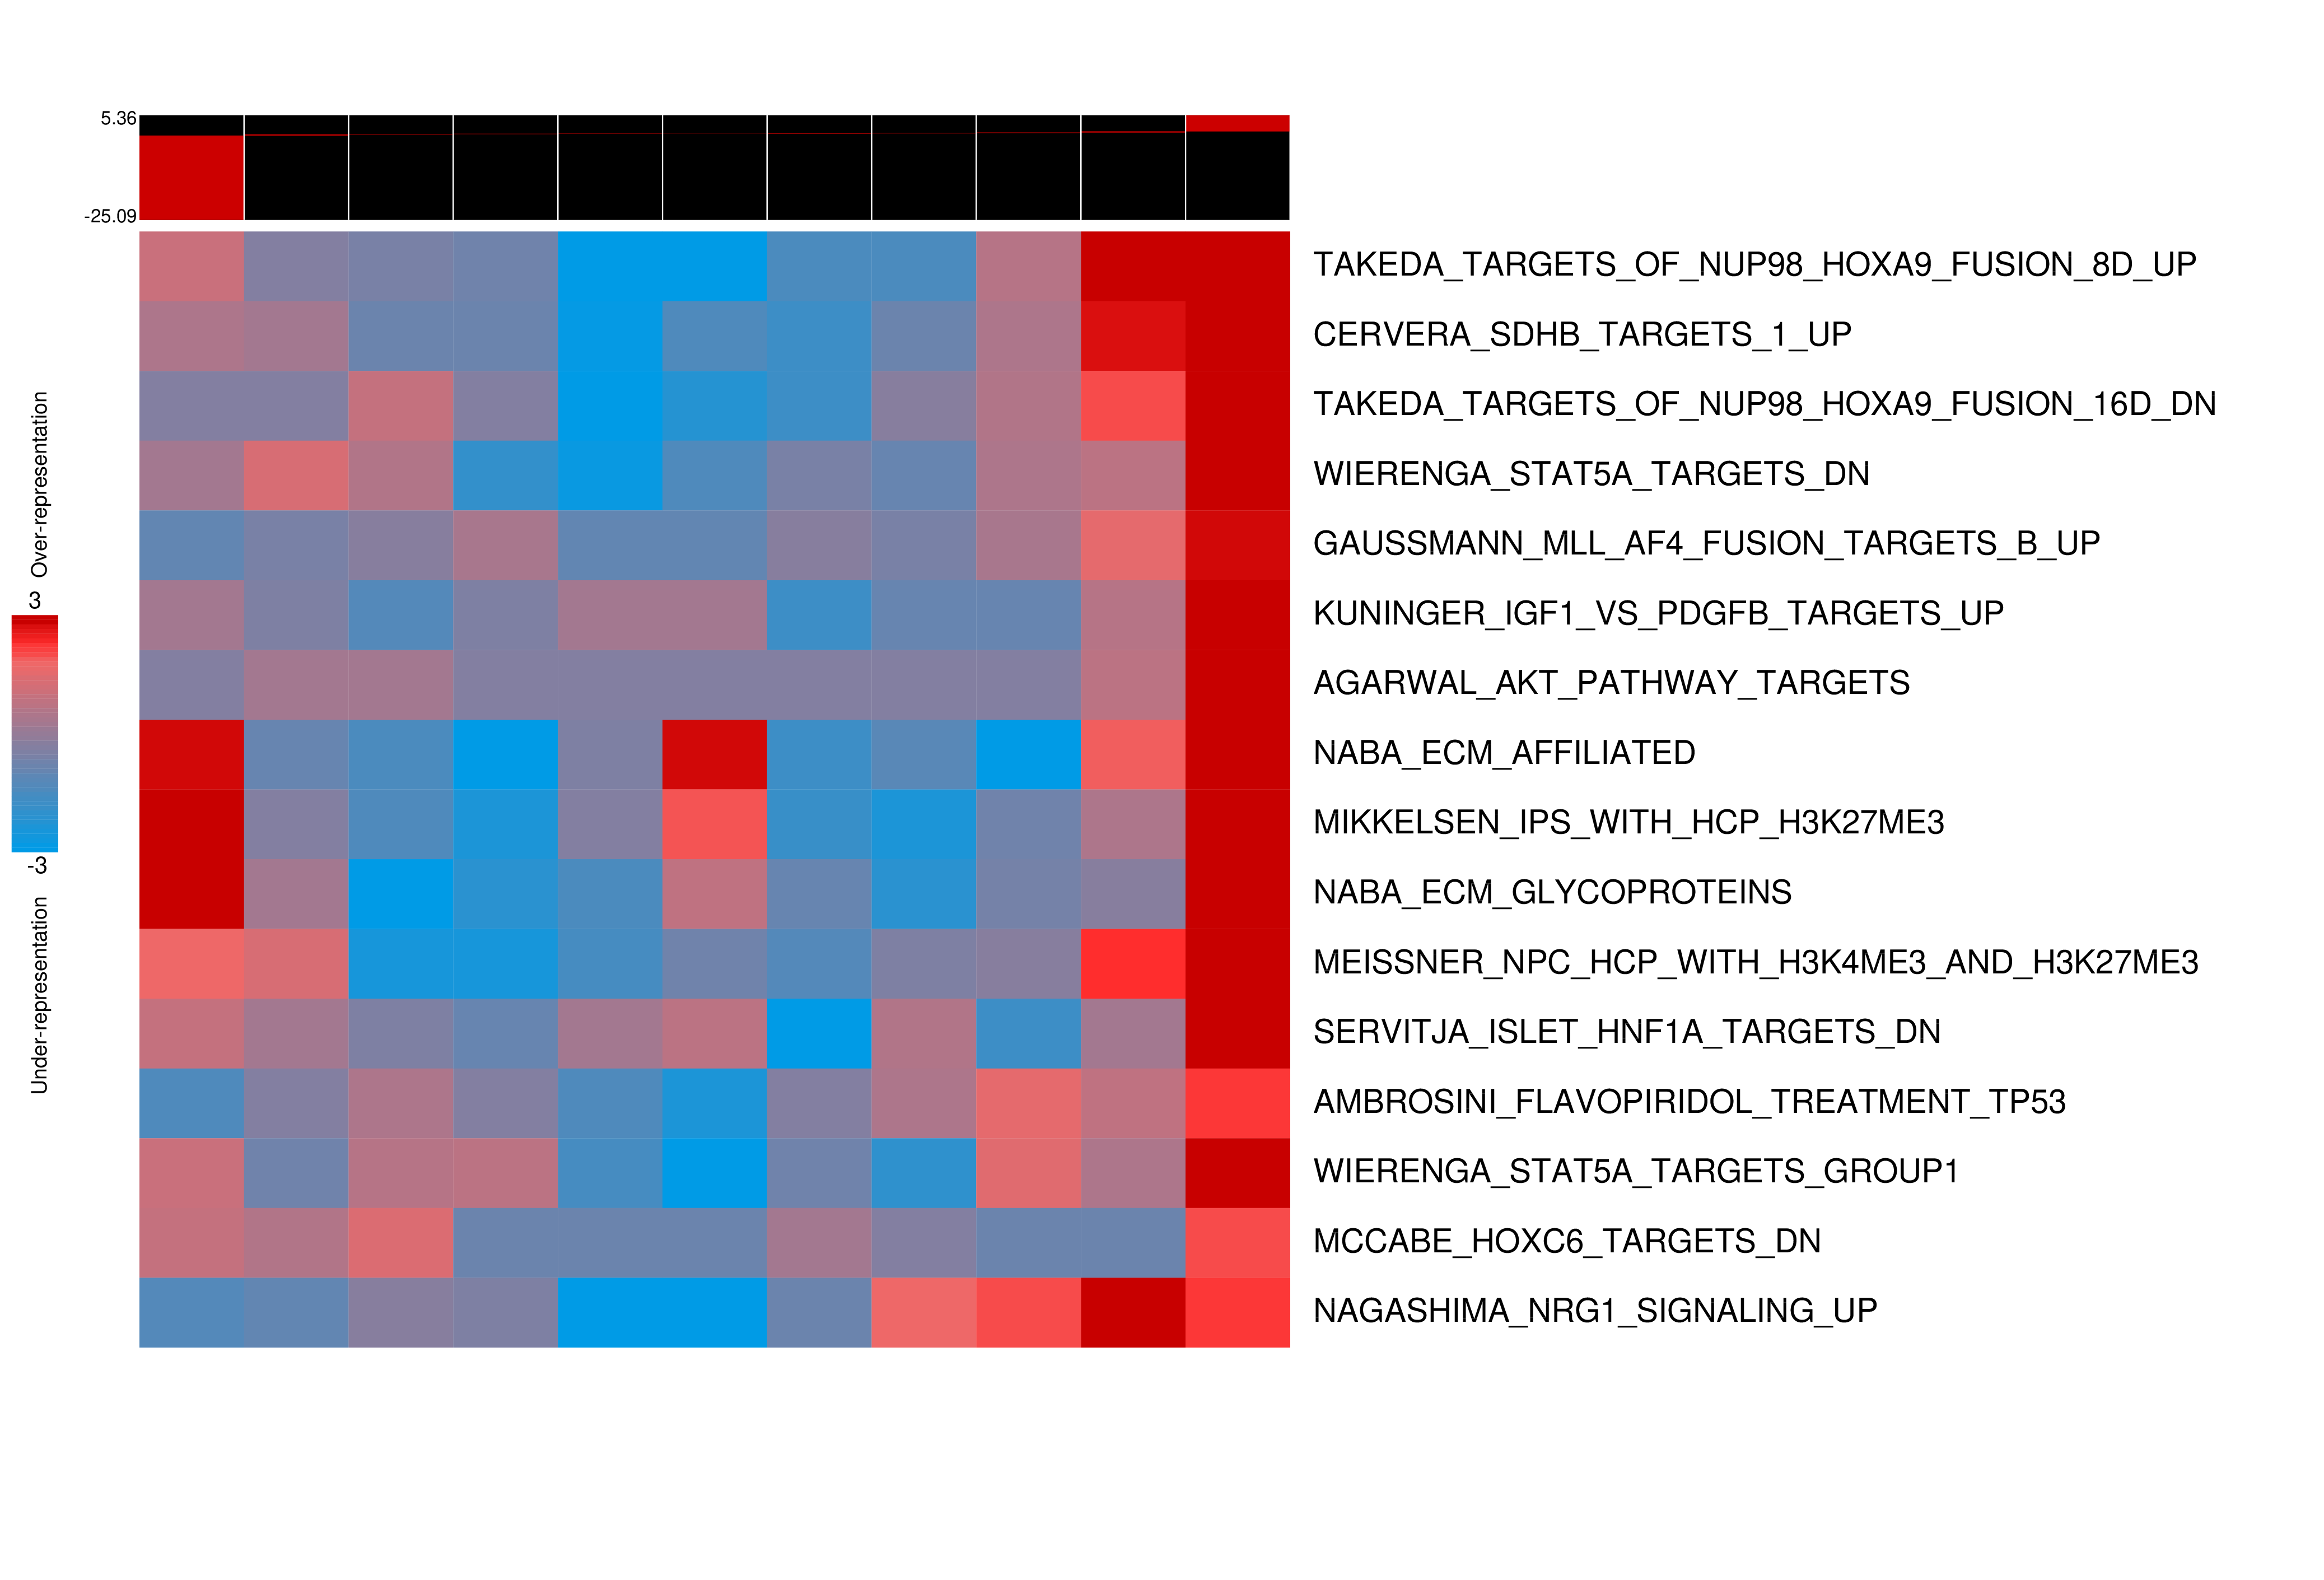 5.36
-25.09
TAKEDA_TARGETS_OF_NUP98_HOXA9_FUSION_8D_UP
CERVERA_SDHB_TARGETS_1_UP
TAKEDA_TARGETS_OF_NUP98_HOXA9_FUSION_16D_DN
WIERENGA_STAT5A_TARGETS_DN
GAUSSMANN_MLL_AF4_FUSION_TARGETS_B_UP
KUNINGER_IGF1_VS_PDGFB_TARGETS_UP
AGARWAL_AKT_PATHWAY_TARGETS
NABA_ECM_AFFILIATED
MIKKELSEN_IPS_WITH_HCP_H3K27ME3
NABA_ECM_GLYCOPROTEINS
MEISSNER_NPC_HCP_WITH_H3K4ME3_AND_H3K27ME3
SERVITJA_ISLET_HNF1A_TARGETS_DN
AMBROSINI_FLAVOPIRIDOL_TREATMENT_TP53
WIERENGA_STAT5A_TARGETS_GROUP1
MCCABE_HOXC6_TARGETS_DN
NAGASHIMA_NRG1_SIGNALING_UP
Over-representation
3
-3
Under-representation